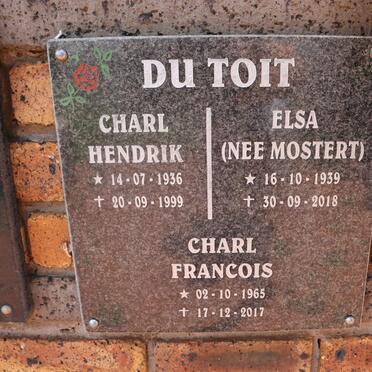 DU TOIT
CHARL
HENDRIK
★ 14-07-1936
✝ 20-09-1999
ELSA
(NEE MOSTERT)
★ 16-10-1939
✝ 30-09-2018
CHARL
FRANCOIS
★ 02-10-1965
✝ 17-12-2017